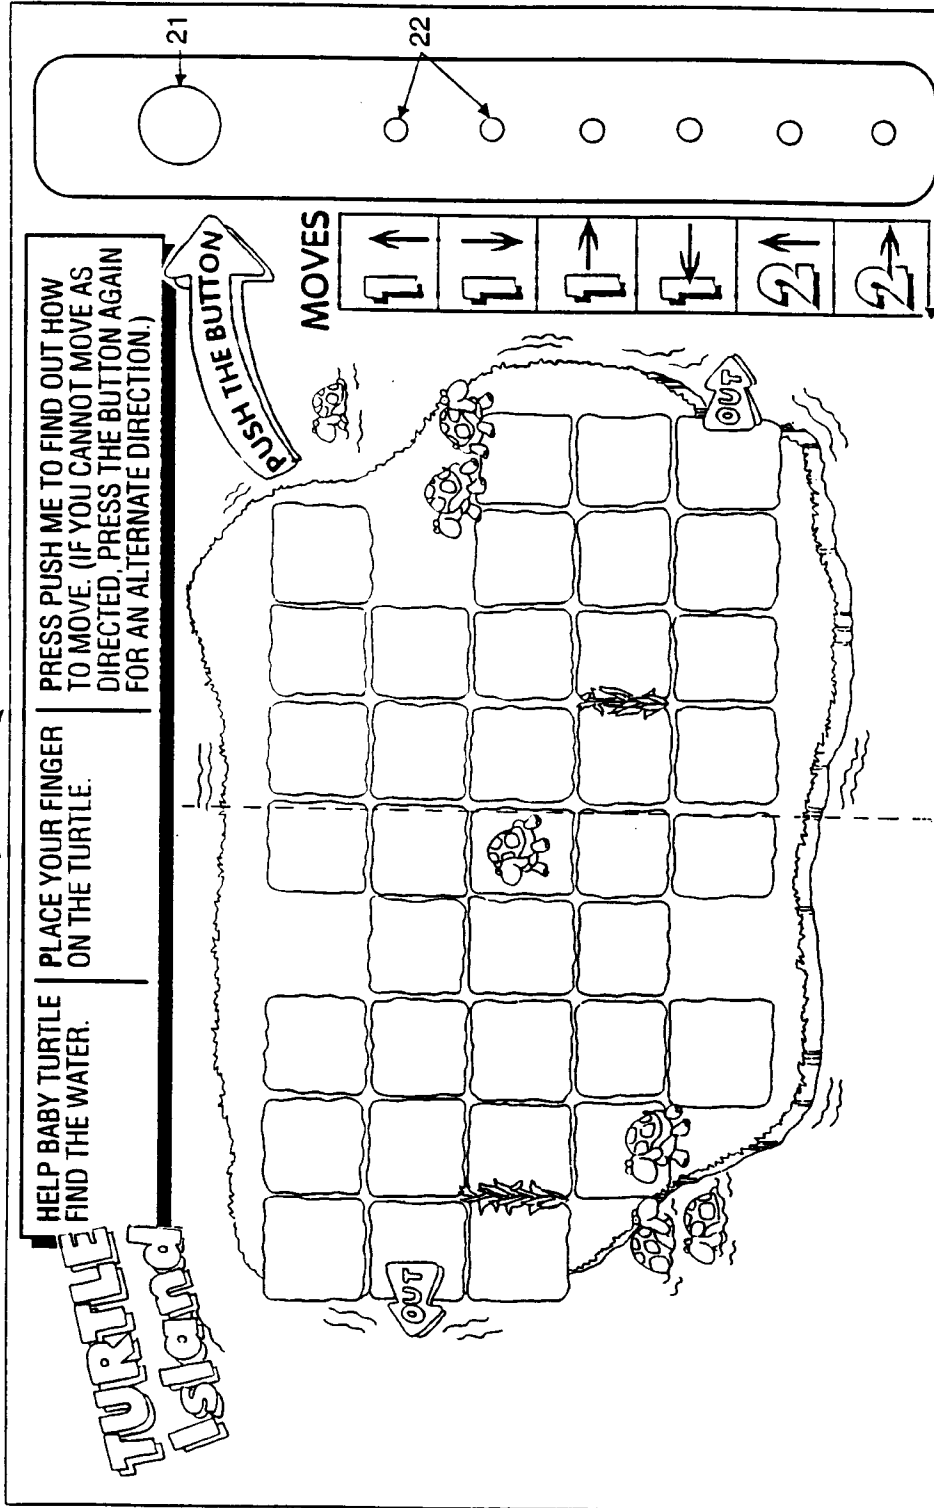 TURTLE
Island
HELP BABY TURTLE
FIND THE WATER.
PLACE YOUR FINGER
ON THE TURTLE.
PRESS PUSH ME TO FIND OUT HOW
TO MOVE. (IF YOU CANNOT MOVE AS
DIRECTED, PRESS THE BUTTON AGAIN
FOR AN ALTERNATE DIRECTION.)
PUSH THE BUTTON
21
22
MOVES
1 ↑
1 ↓
1 →
1 ←
2 ↑
2 →
OUT
OUT